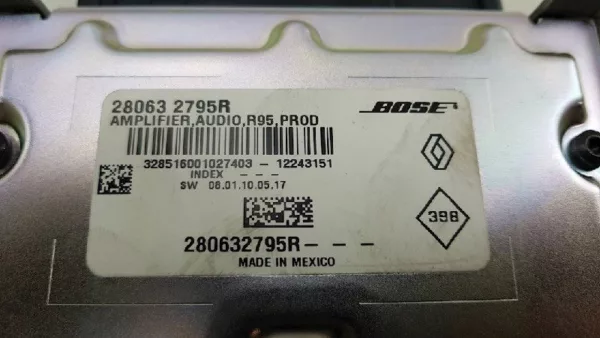 28063 2795R
BOSE
AMPLIFIER,AUDIO,R95,PROD
328516001027403 - 12243151
INDEX - - -
SW 08.01.10.05.17
398
280632795R- - -
MADE IN MEXICO